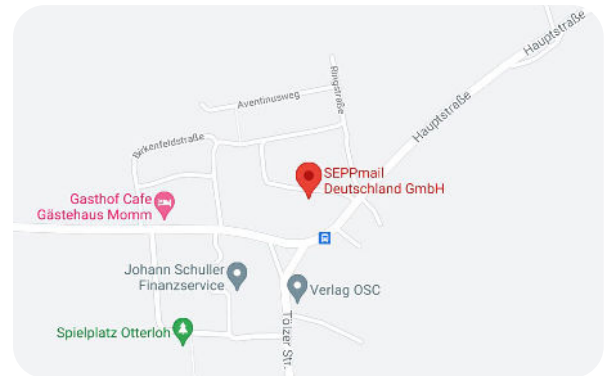 Hauptstraße
Ringstraße
Aventinusweg
Hauptstraße
Birkenfeldstraße
SEPPmail
Deutschland GmbH
Gasthof Cafe
Gästehaus Momm
Johann Schuller
Finanzservice
Verlag OSC
Spielplatz Otterloh
Tölzer Str.